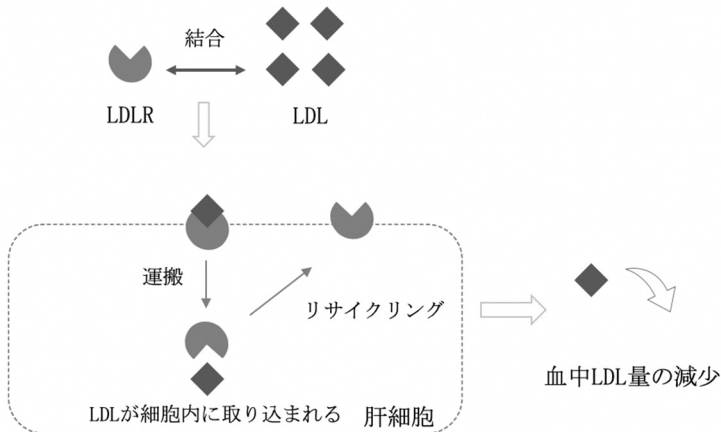 結合
LDLR
LDL
運搬
リサイクリング
LDLが細胞内に取り込まれる
肝細胞
血中LDL量の減少